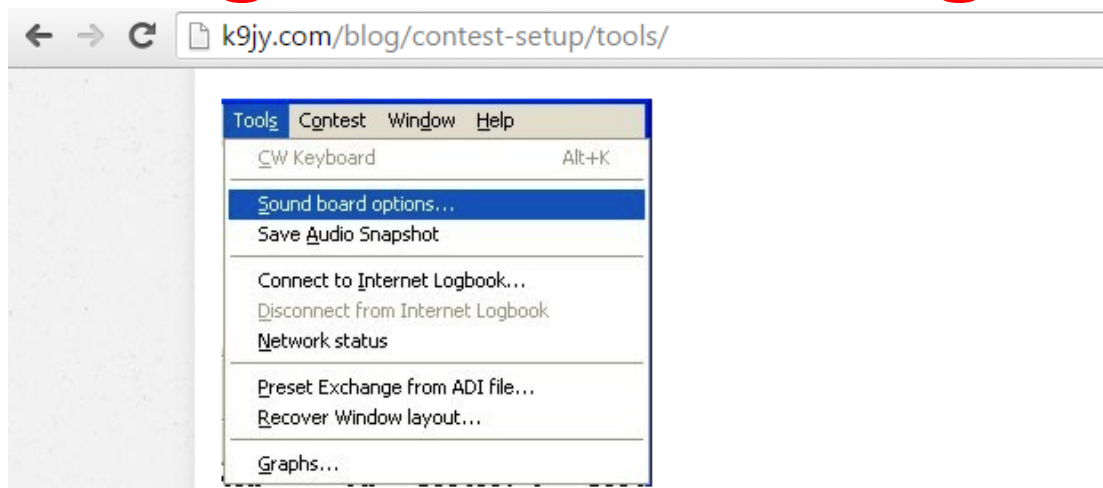 k9jy.com/blog/contest-setup/tools/
Tools Contest Window Help
CW Keyboard Alt+K
Sound board options...
Save Audio Snapshot
Connect to Internet Logbook...
Disconnect from Internet Logbook
Network status
Preset Exchange from ADI file...
Recover Window layout...
Graphs...